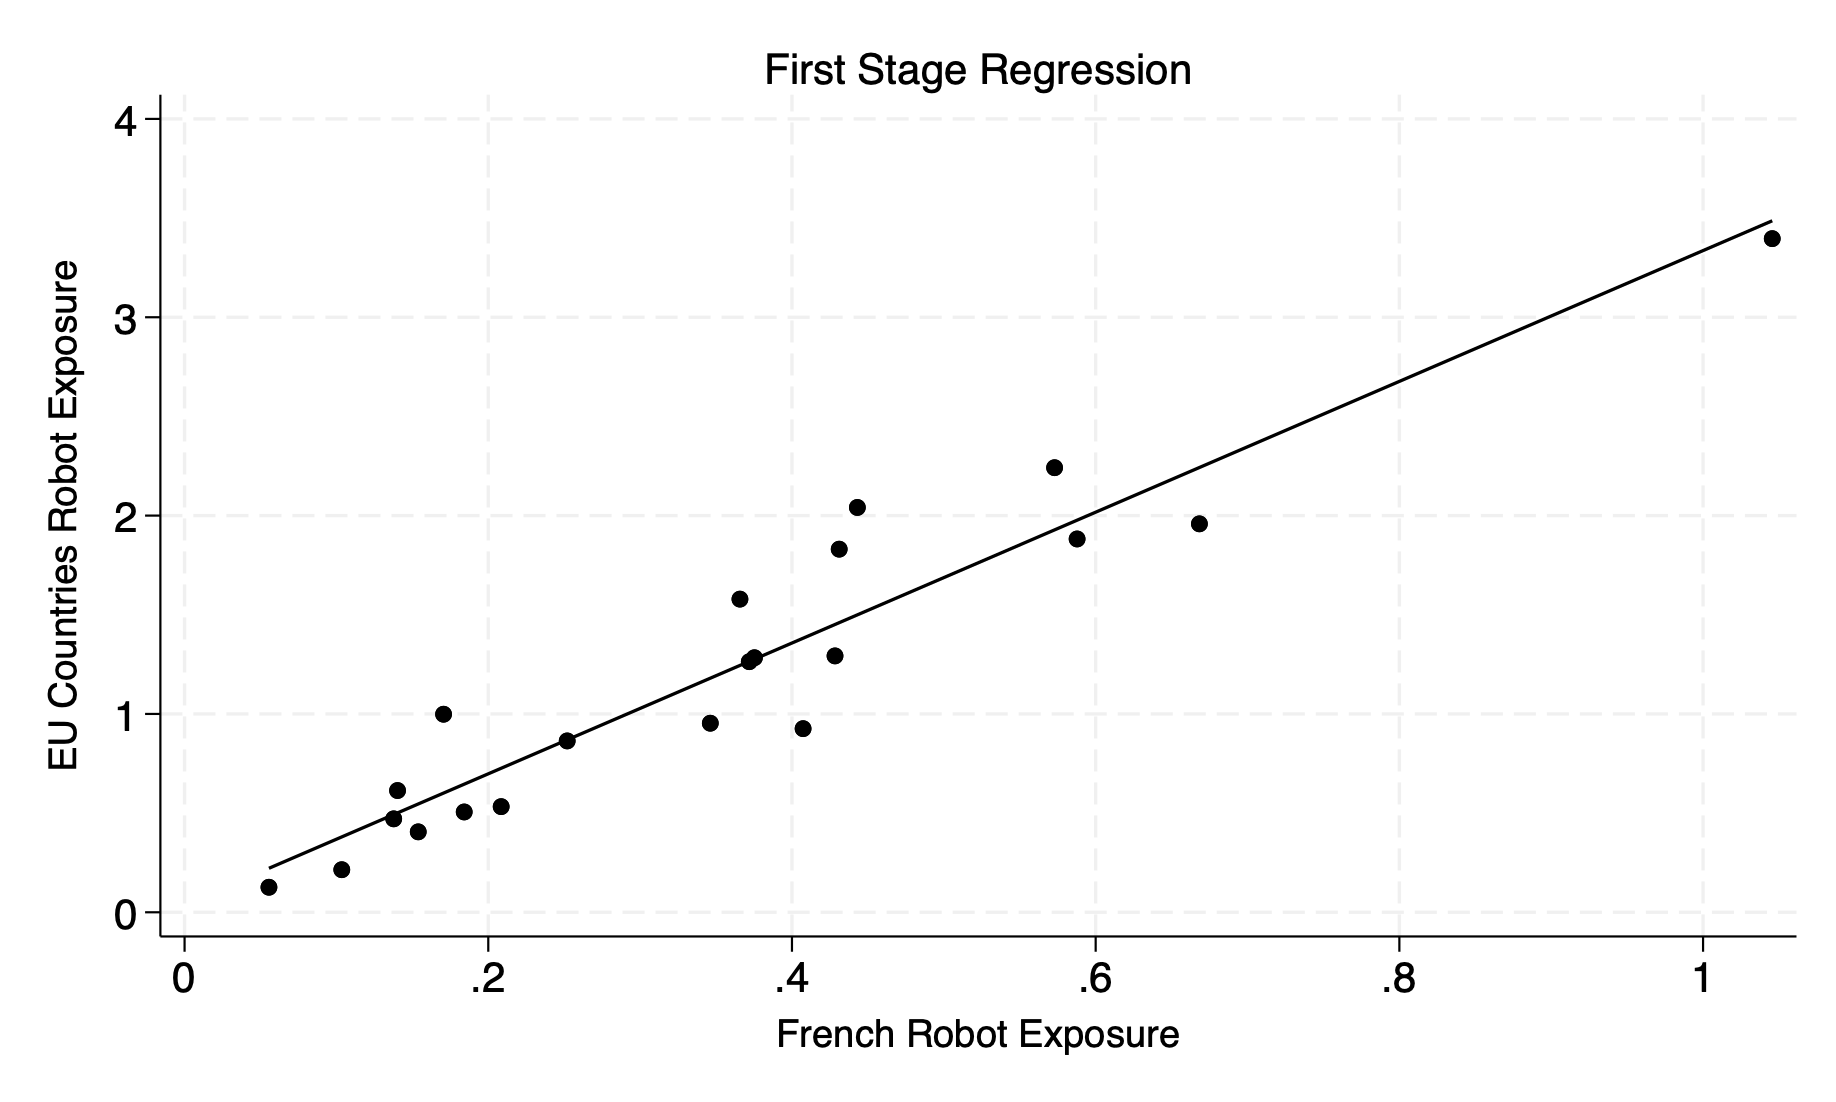 First Stage Regression
EU Countries Robot Exposure
4
3
2
1
0
0 .2 .4 .6 .8 1
French Robot Exposure